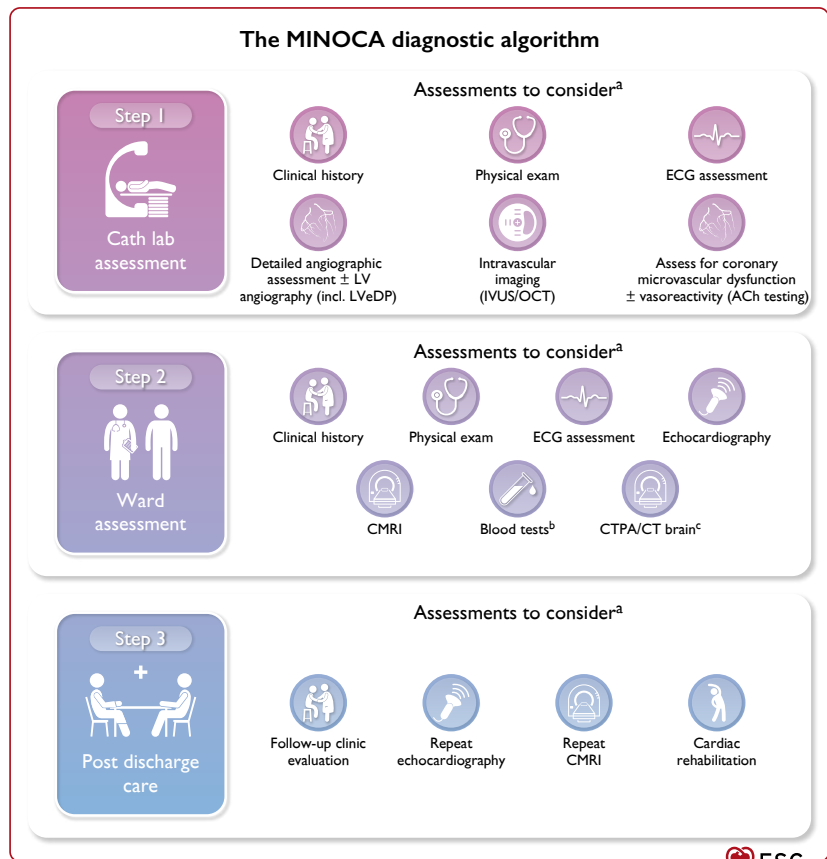 The MINOCA diagnostic algorithm
Step 1
Cath lab
assessment
Assessments to considerᵃ
Clinical history
Physical exam
ECG assessment
Detailed angiographic
assessment ± LV
angiography (incl. LVeDP)
Intravascular
imaging
(IVUS/OCT)
Assess for coronary
microvascular dysfunction
± vasoreactivity (ACh testing)
Step 2
Ward
assessment
Assessments to considerᵃ
Clinical history
Physical exam
ECG assessment
Echocardiography
CMRI
Blood testsᵇ
CTPA/CT brainᶜ
Step 3
+
Post discharge
care
Assessments to considerᵃ
Follow-up clinic
evaluation
Repeat
echocardiography
Repeat
CMRI
Cardiac
rehabilitation
ESC